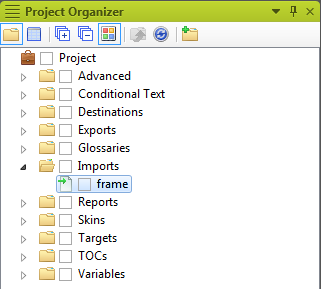 Project Organizer
Project
Advanced
Conditional Text
Destinations
Exports
Glossaries
Imports
frame
Reports
Skins
Targets
TOCs
Variables